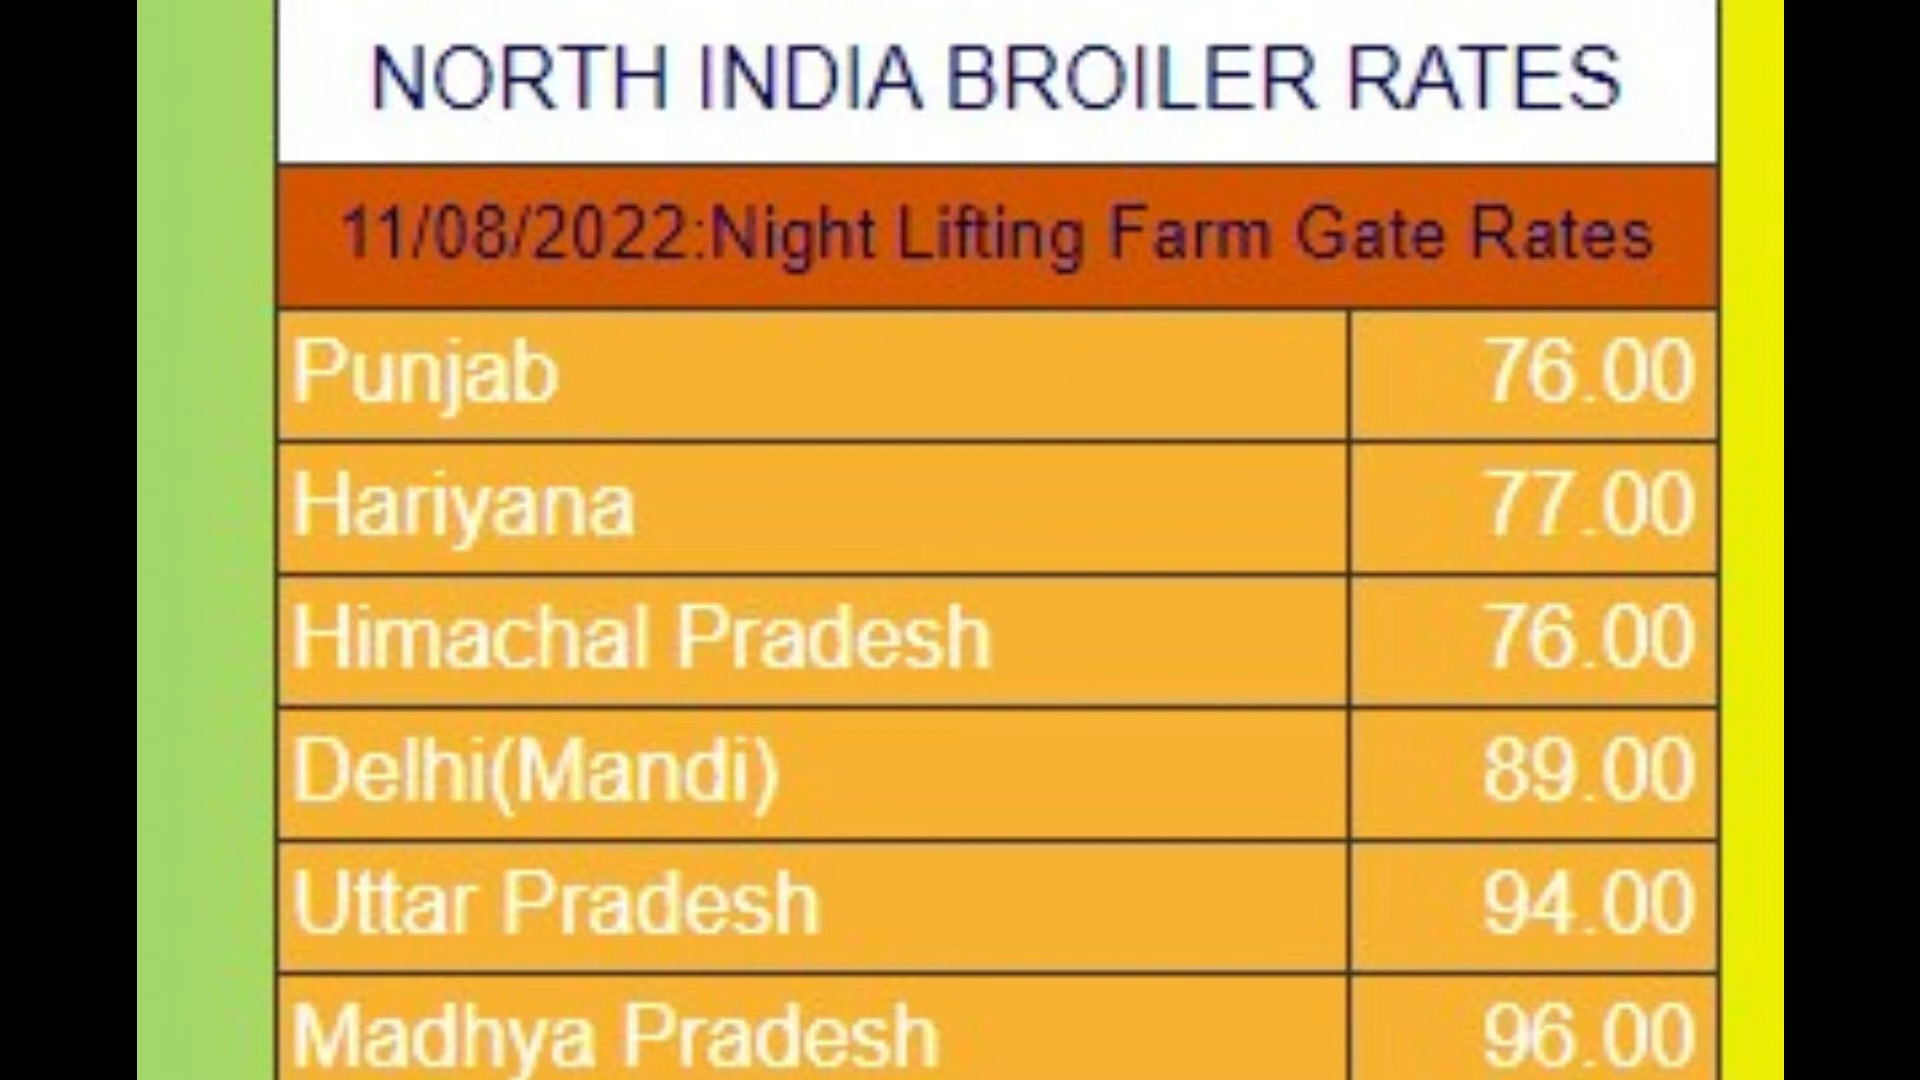 NORTH INDIA BROILER RATES
11/08/2022:Night Lifting Farm Gate Rates
Punjab 76.00
Hariyana 77.00
Himachal Pradesh 76.00
Delhi(Mandi) 89.00
Uttar Pradesh 94.00
Madhya Pradesh 96.00